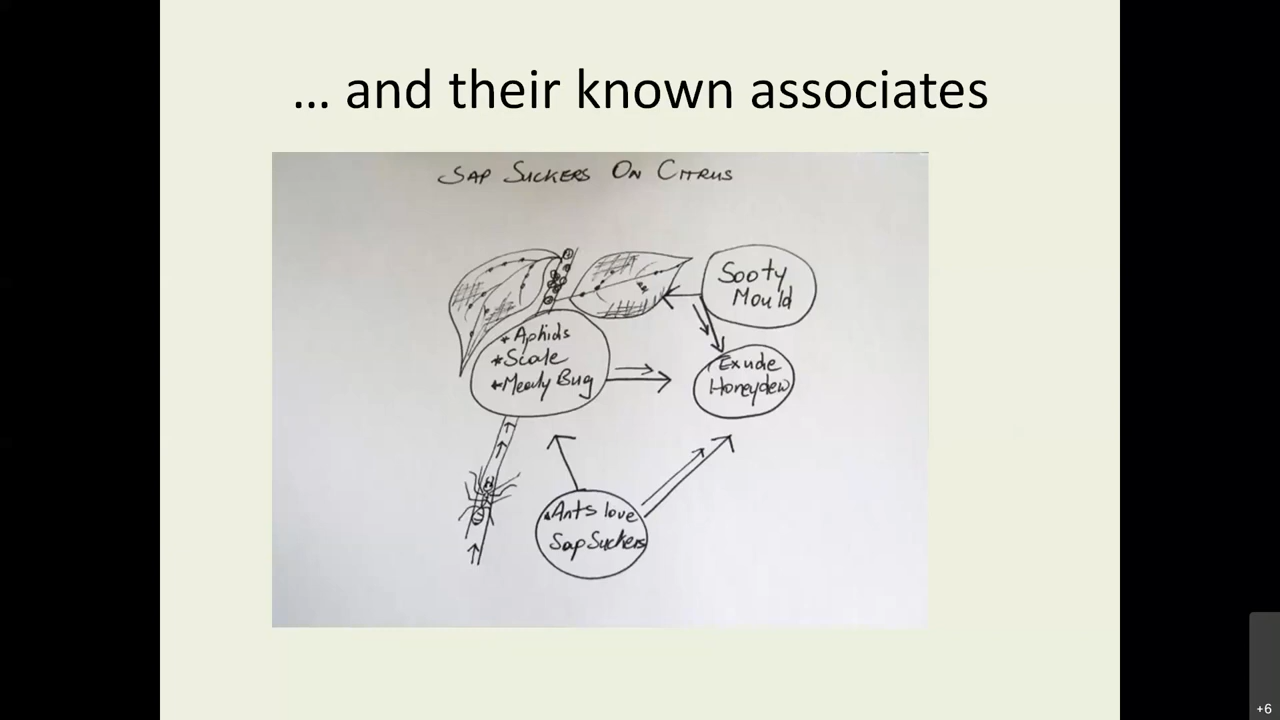 ... and their known associates
SAP SUCKERS ON CITRUS
Sooty
Mould
* Aphids
* Scale
* Mealy Bug
Exude
Honeydew
Ants love
Sap Suckers
+6